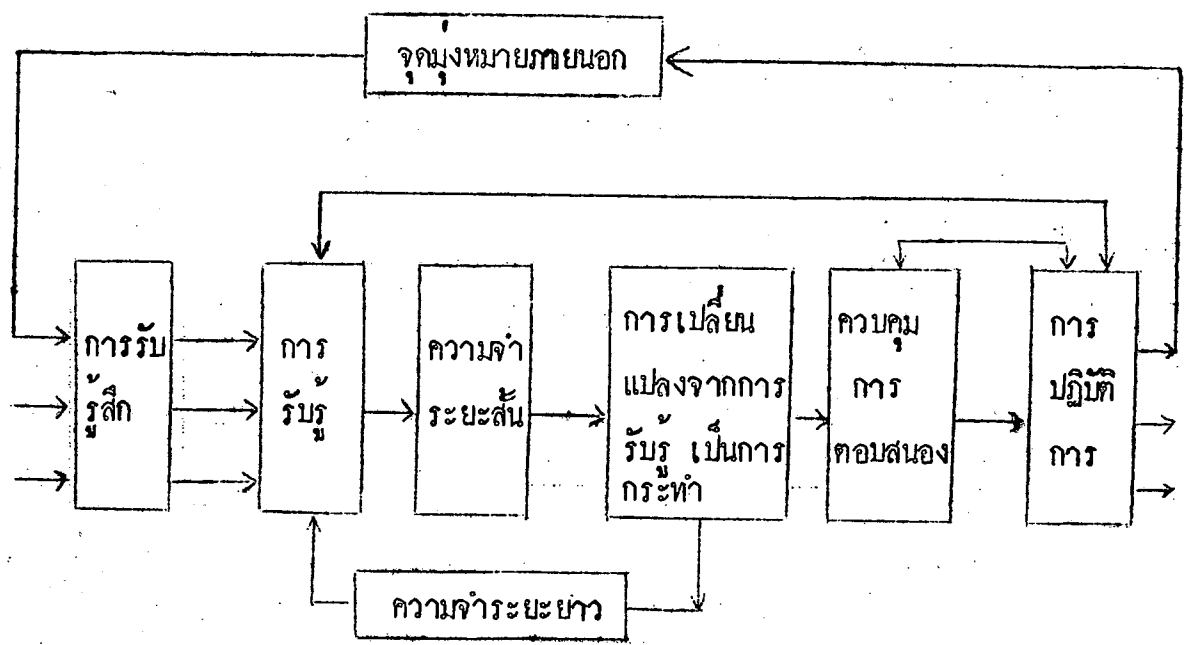 จุดมุ่งหมายภายนอก
การรับ
รู้สึก
การ
รับรู้
ความจำ
ระยะสั้น
การเปลี่ยน
แปลงจากการ
รับรู้ เป็นการ
กระทำ
ควบคุม
การ
ตอบสนอง
การ
ปฏิบัติ
การ
ความจำระยะยาว